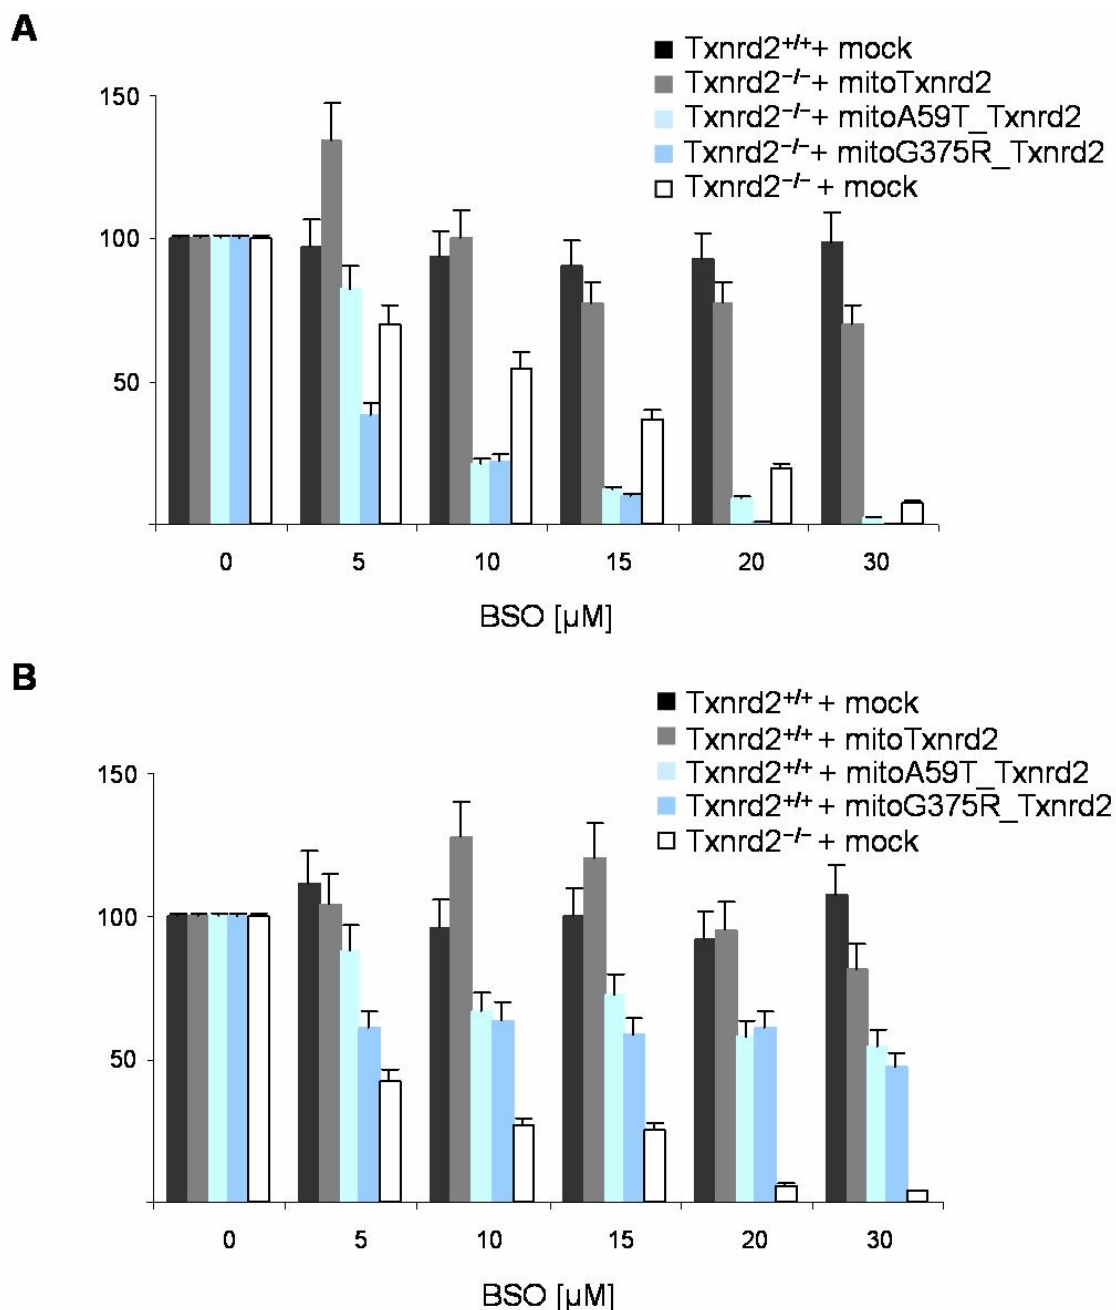 A
Txnrd2+/+ + mock
Txnrd2−/− + mitoTxnrd2
Txnrd2−/− + mitoA59T_Txnrd2
Txnrd2−/− + mitoG375R_Txnrd2
Txnrd2−/− + mock
150
100
50
0 5 10 15 20 30
BSO [µM]
B
Txnrd2+/+ + mock
Txnrd2+/+ + mitoTxnrd2
Txnrd2+/+ + mitoA59T_Txnrd2
Txnrd2+/+ + mitoG375R_Txnrd2
Txnrd2−/− + mock
150
100
50
0 5 10 15 20 30
BSO [µM]